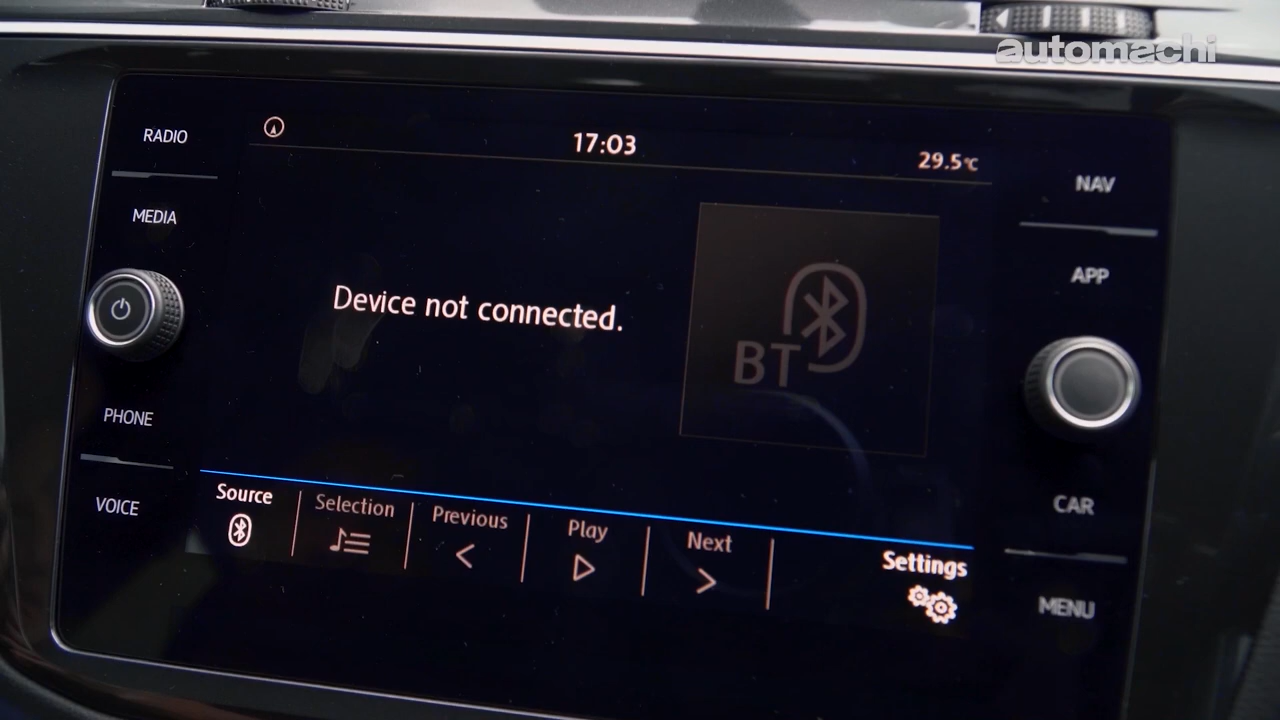 automachi
RADIO
MEDIA
PHONE
VOICE
17:03
29.5°C
Device not connected.
BT
Source
Selection
Previous
Play
Next
Settings
NAV
APP
CAR
MENU